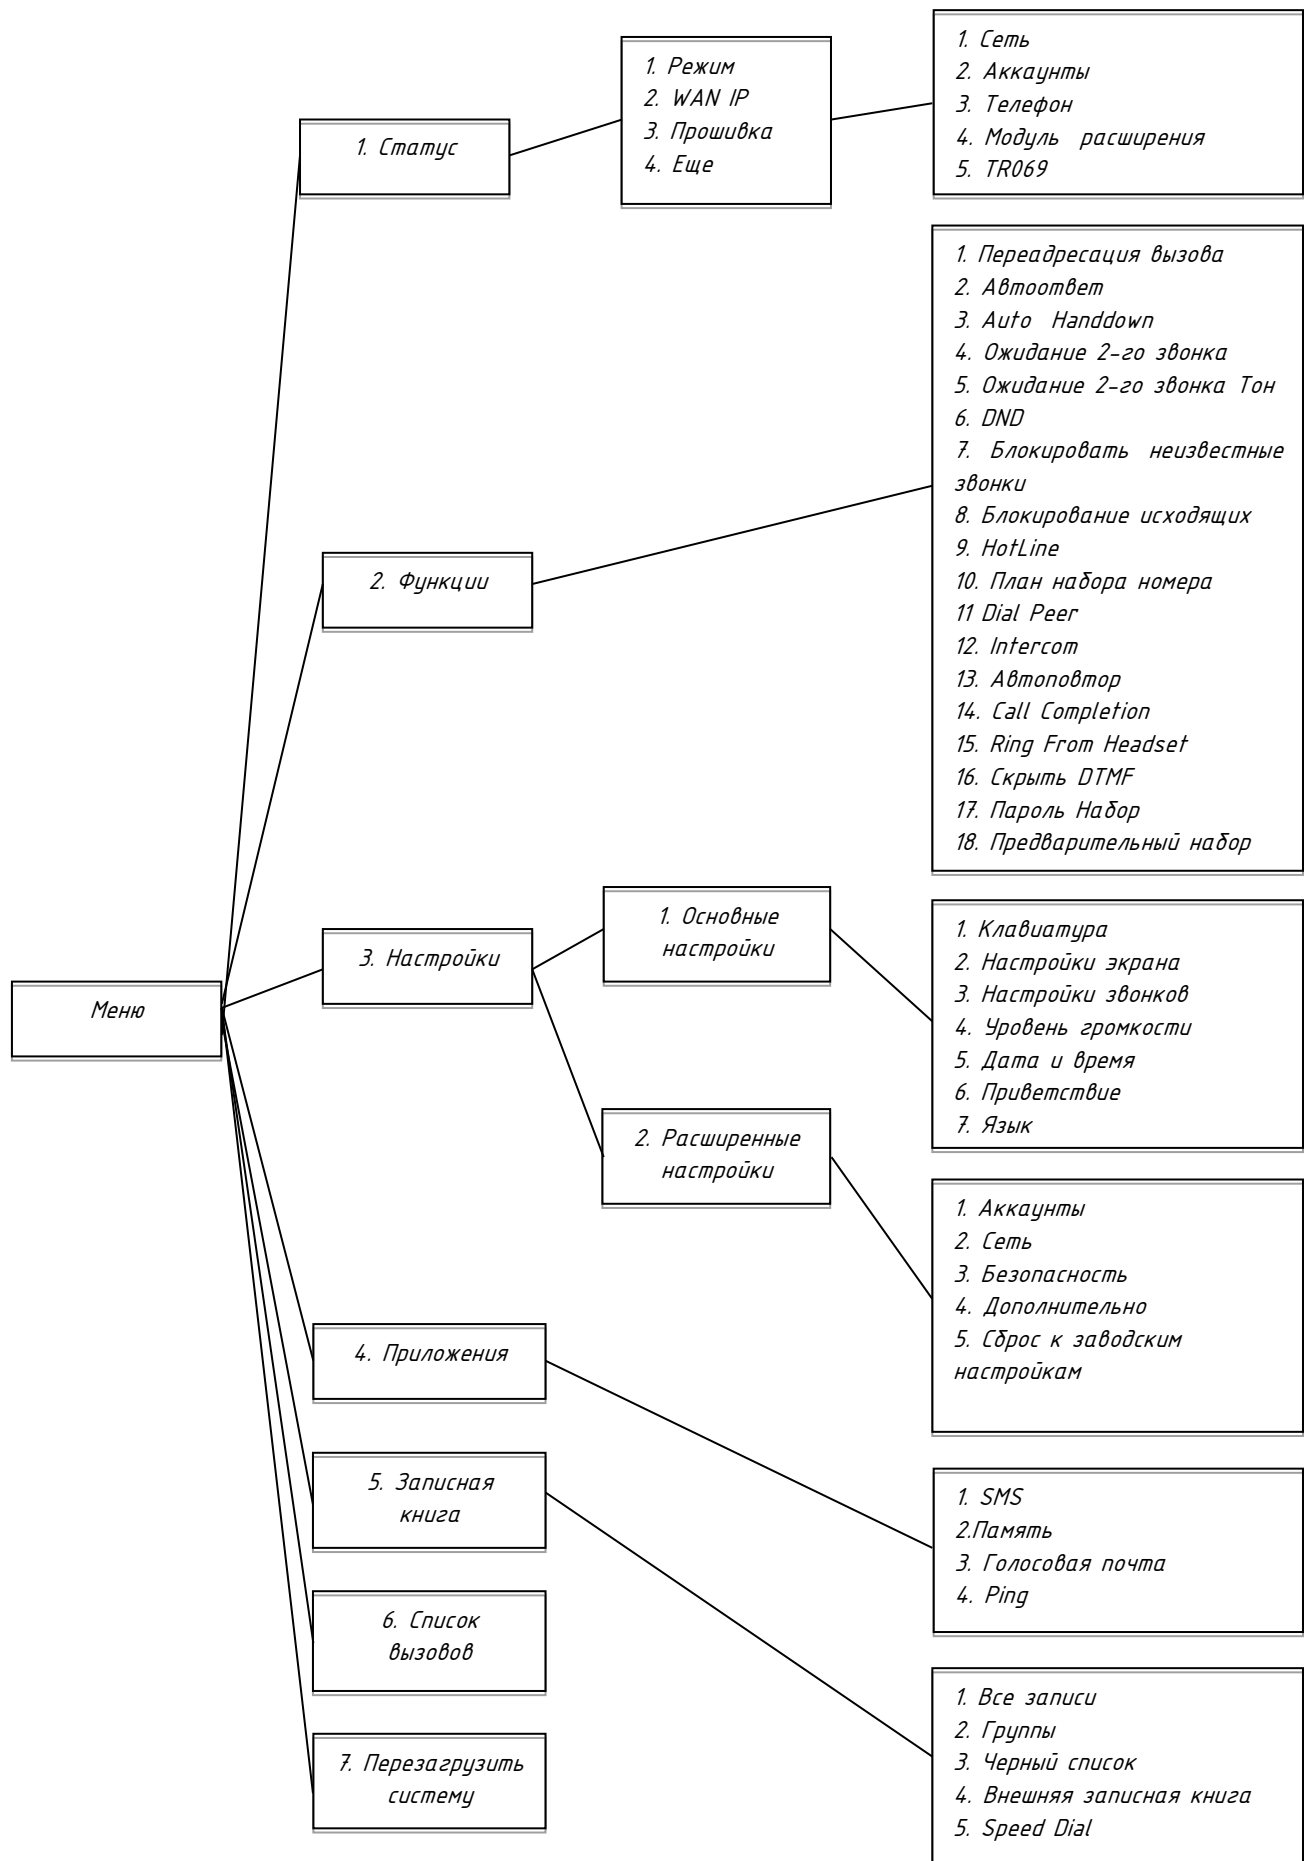 Меню
1. Статус
1. Режим
2. WAN IP
3. Прошивка
4. Еще
1. Сеть
2. Аккаунты
3. Телефон
4. Модуль расширения
5. TR069
2. Функции
1. Переадресация вызова
2. Автоответ
3. Auto Handdown
4. Ожидание 2-го звонка
5. Ожидание 2-го звонка Тон
6. DND
7. Блокировать неизвестные
звонки
8. Блокирование исходящих
9. HotLine
10. План набора номера
11 Dial Peer
12. Intercom
13. Автоповтор
14. Call Completion
15. Ring From Headset
16. Скрыть DTMF
17. Пароль Набор
18. Предварительный набор
3. Настройки
1. Основные
настройки
1. Клавиатура
2. Настройки экрана
3. Настройки звонков
4. Уровень громкости
5. Дата и время
6. Приветствие
7. Язык
2. Расширенные
настройки
1. Аккаунты
2. Сеть
3. Безопасность
4. Дополнительно
5. Сброс к заводским
настройкам
4. Приложения
1. SMS
2.Память
3. Голосовая почта
4. Ping
5. Записная
книга
1. Все записи
2. Группы
3. Черный список
4. Внешняя записная книга
5. Speed Dial
6. Список
вызовов
7. Перезагрузить
систему